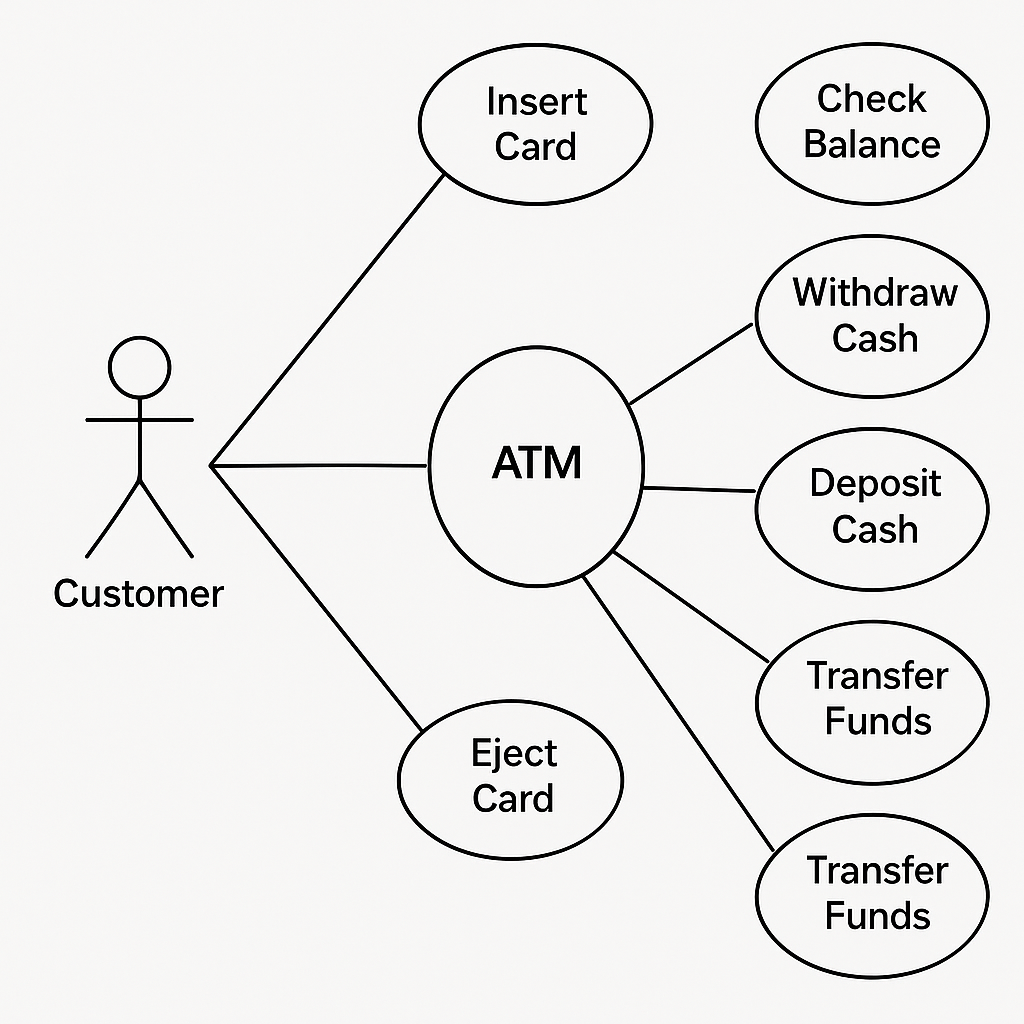 Insert
Card
Check
Balance
Withdraw
Cash
ATM
Deposit
Cash
Customer
Transfer
Funds
Eject
Card
Transfer
Funds